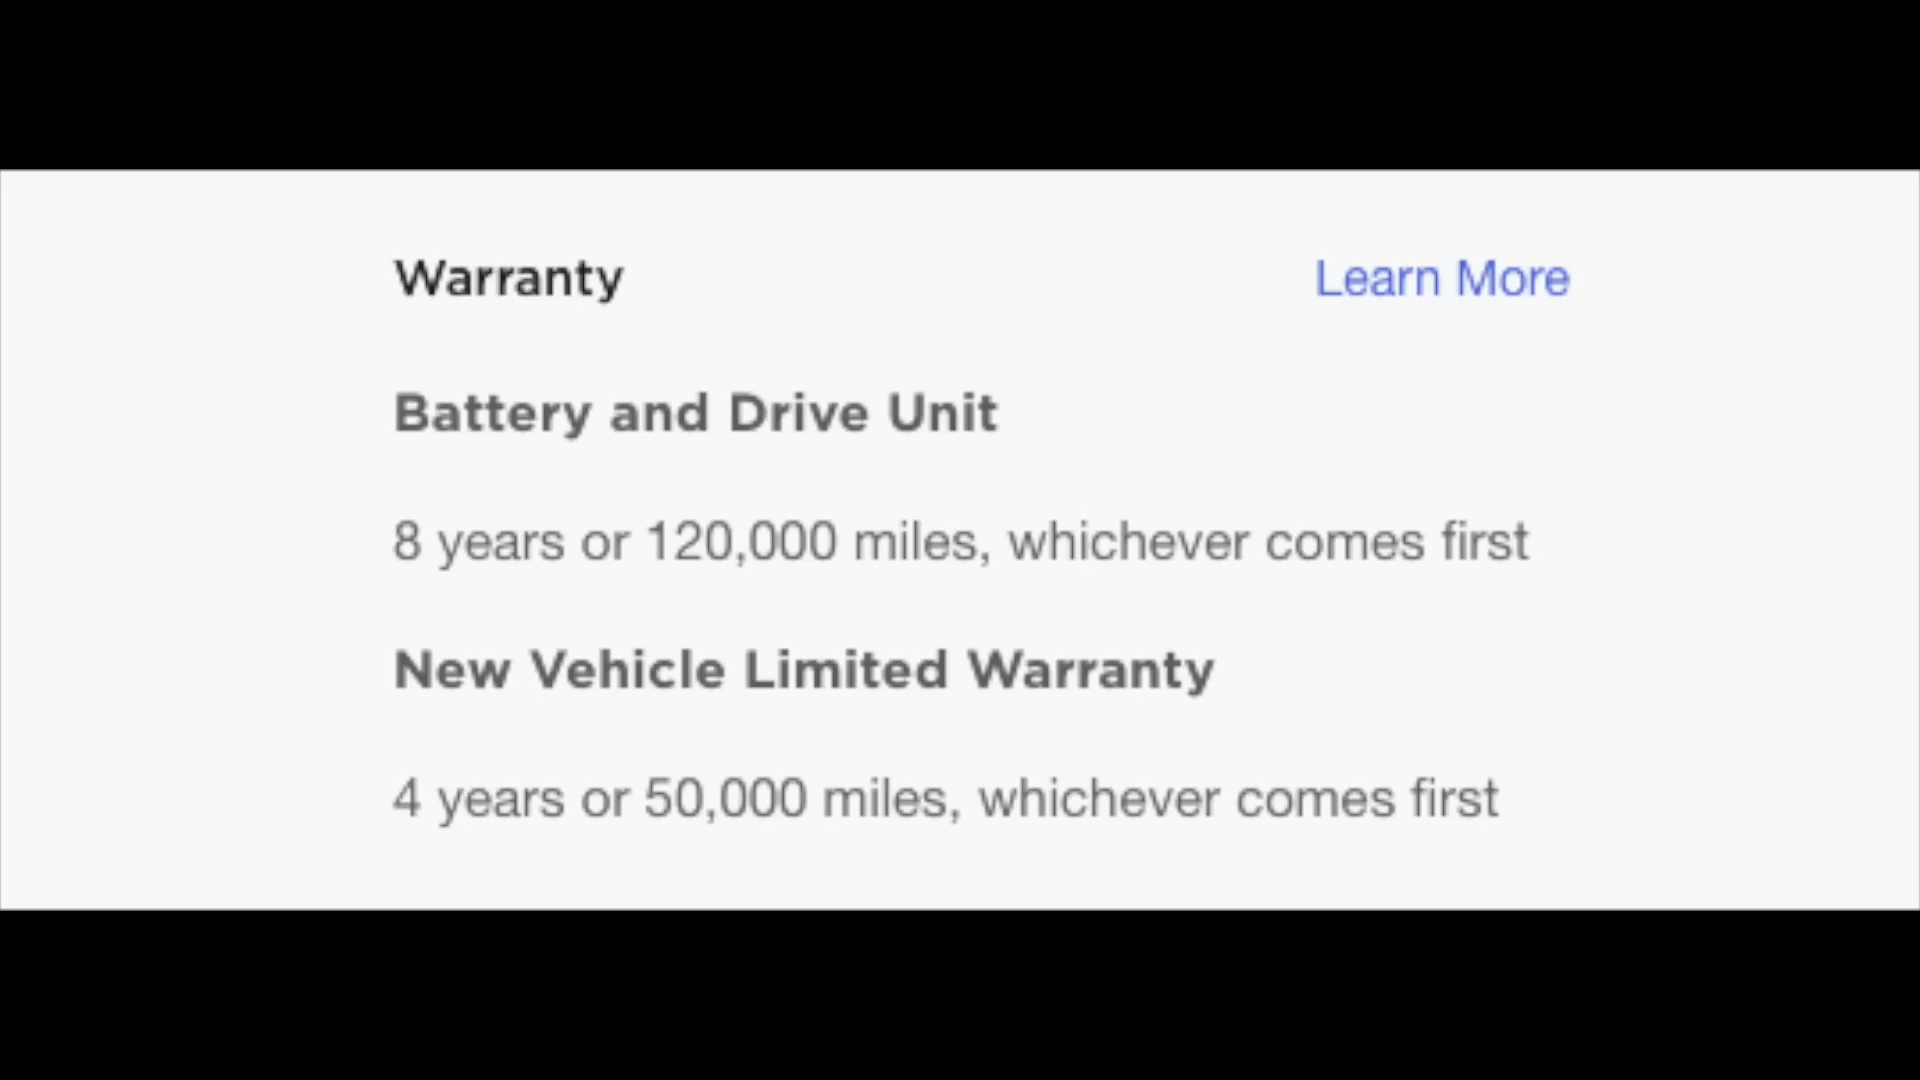 Warranty Learn More
Battery and Drive Unit
8 years or 120,000 miles, whichever comes first
New Vehicle Limited Warranty
4 years or 50,000 miles, whichever comes first